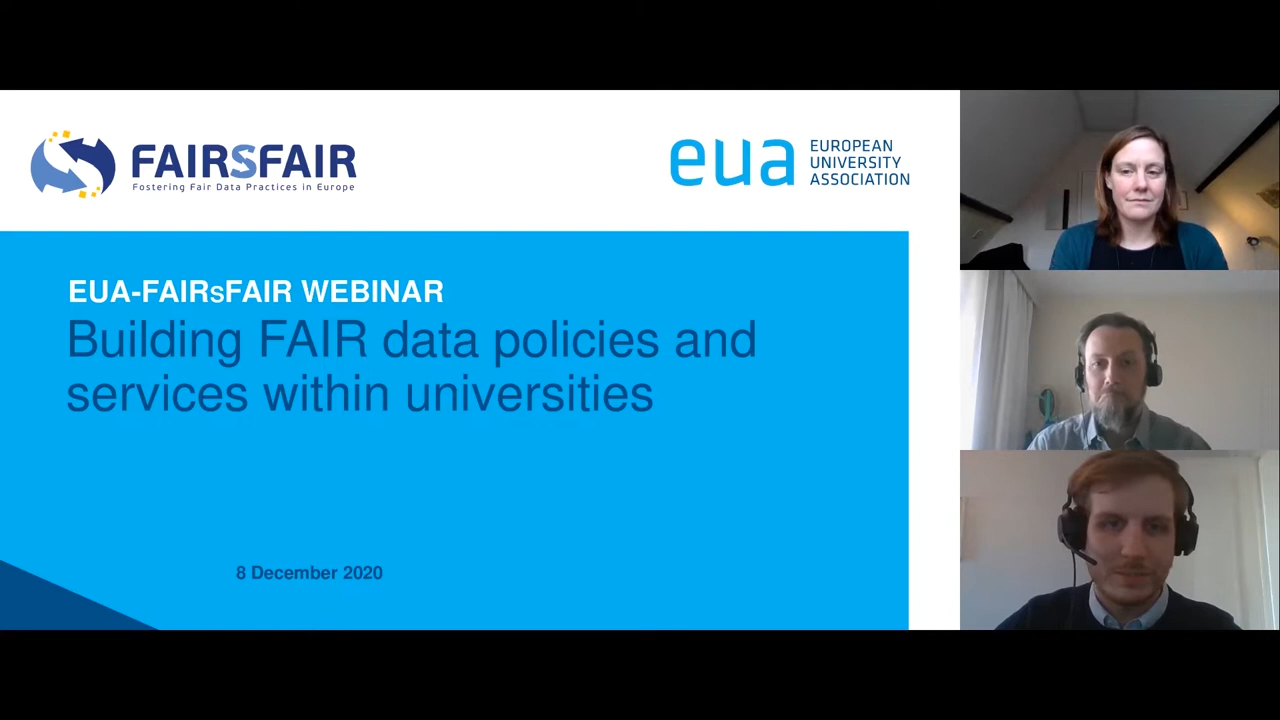 FAIRSFAIR
Fostering Fair Data Practices in Europe
eua
EUROPEAN
UNIVERSITY
ASSOCIATION
EUA-FAIRsFAIR WEBINAR
Building FAIR data policies and
services within universities
8 December 2020